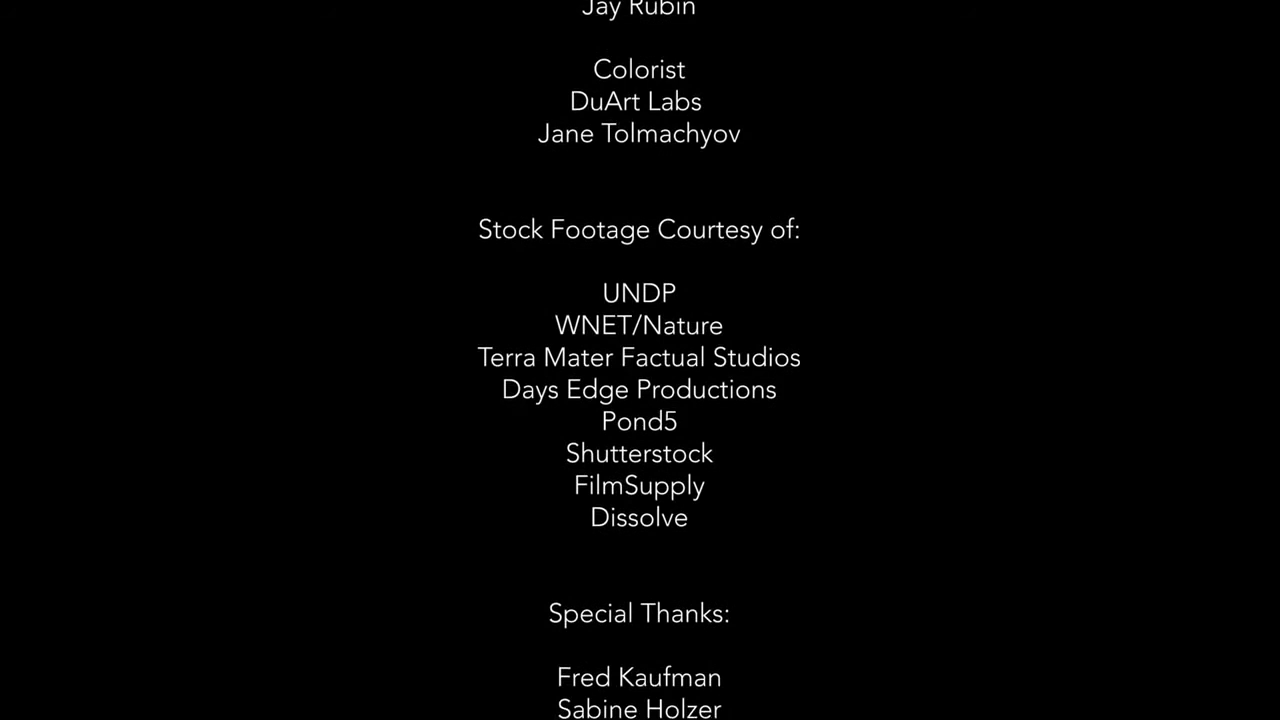 Jay Rubin
Colorist
DuArt Labs
Jane Tolmachyov
Stock Footage Courtesy of:
UNDP
WNET/Nature
Terra Mater Factual Studios
Days Edge Productions
Pond5
Shutterstock
FilmSupply
Dissolve
Special Thanks:
Fred Kaufman
Sabine Holzer